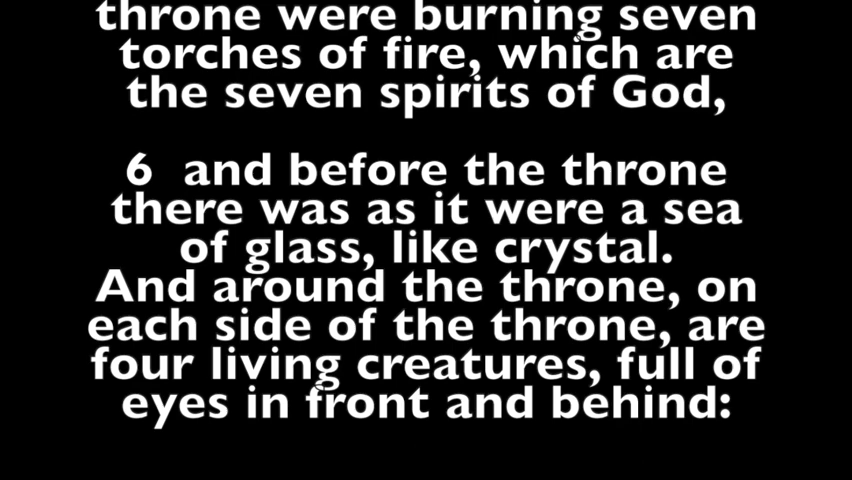 throne were burning seven
torches of fire, which are
the seven spirits of God,
6 and before the throne
there was as it were a sea
of glass, like crystal.
And around the throne, on
each side of the throne, are
four living creatures, full of
eyes in front and behind: